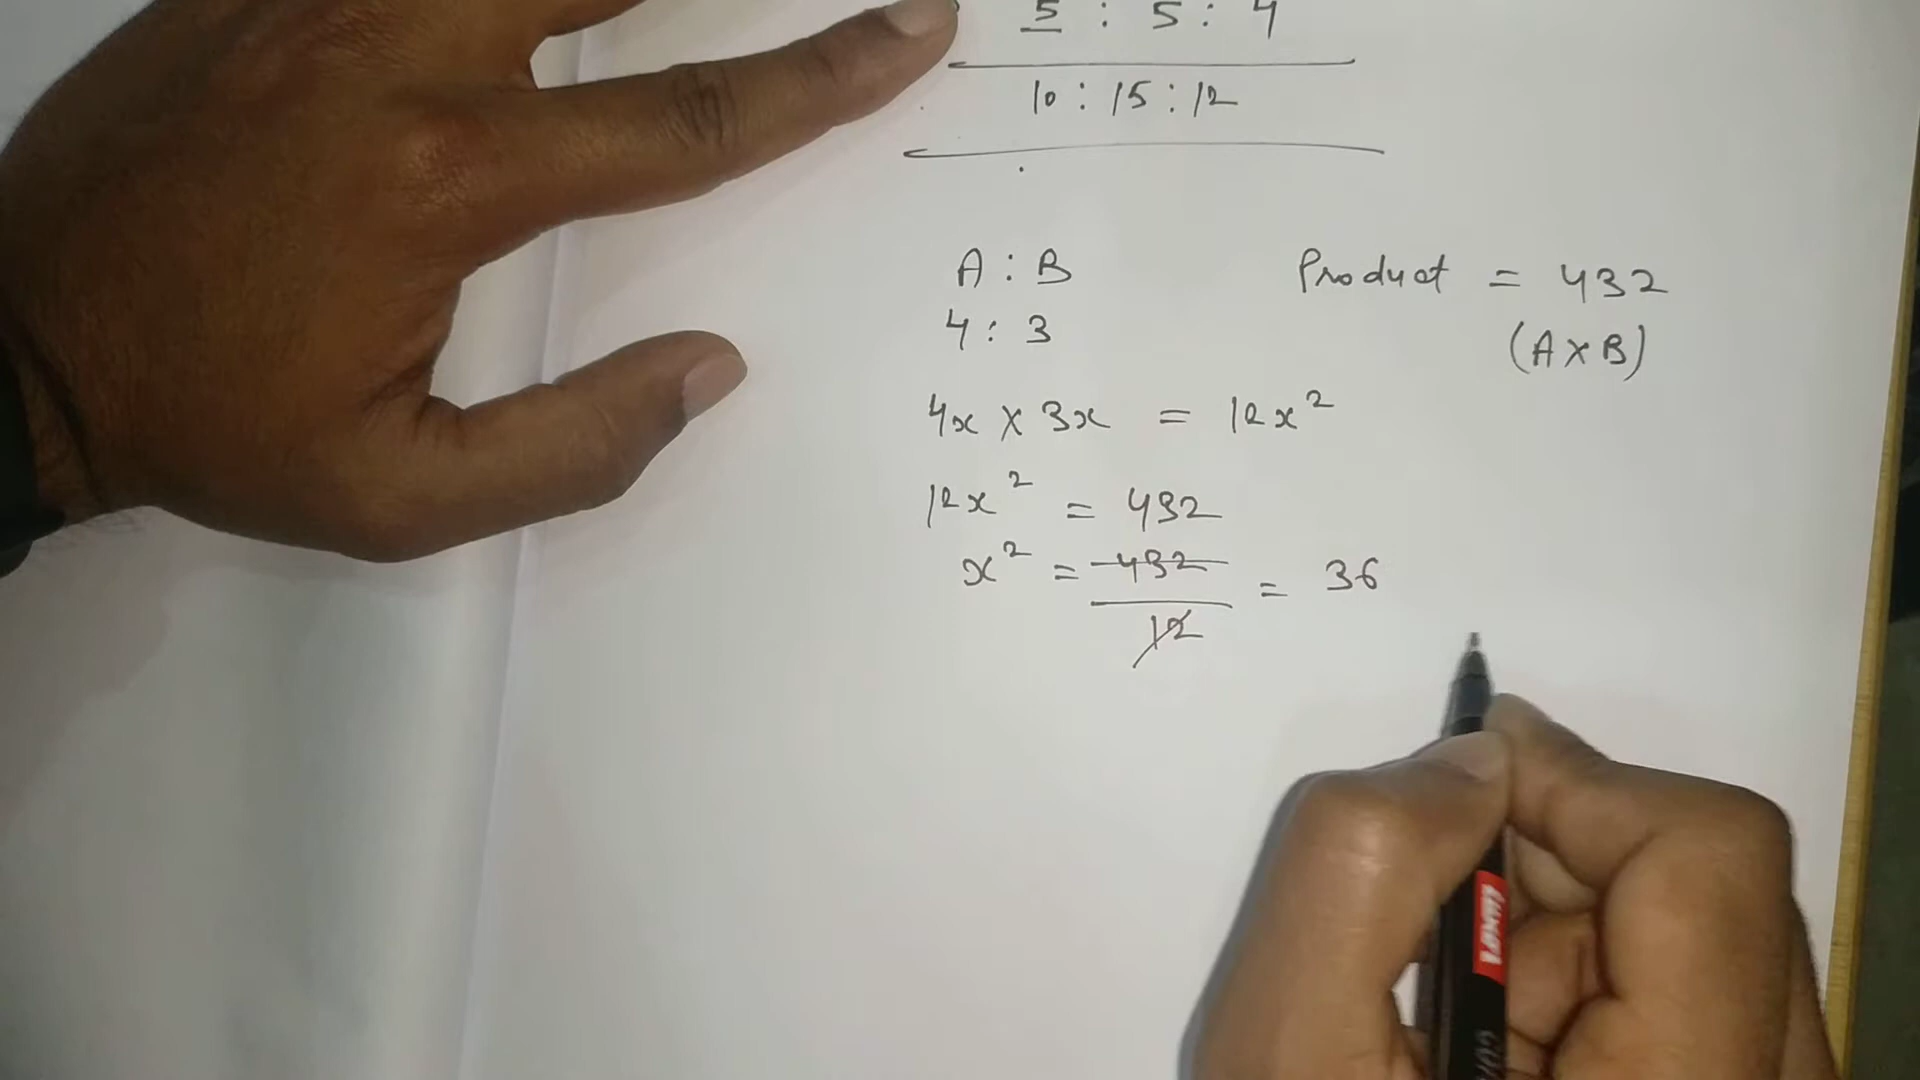 5 : 5 : 4
10 : 15 : 12
A : B Product = 432
4 : 3 (A×B)
4x × 3x = 12x²
12x² = 432
x² = 432/12 = 36
LUXOR